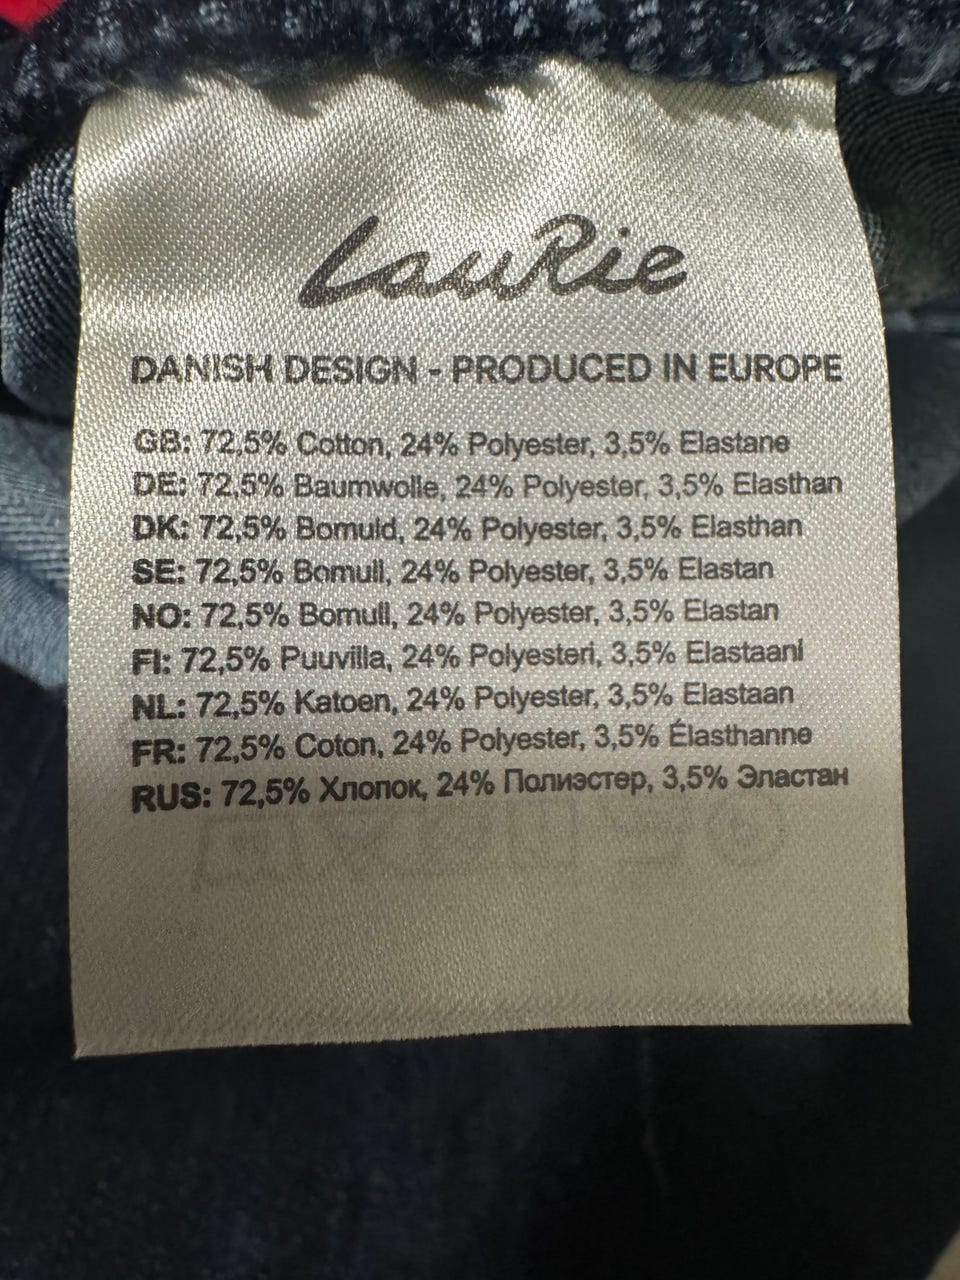 LauRie
DANISH DESIGN - PRODUCED IN EUROPE
GB: 72,5% Cotton, 24% Polyester, 3,5% Elastane
DE: 72,5% Baumwolle, 24% Polyester, 3,5% Elasthan
DK: 72,5% Bomuld, 24% Polyester, 3,5% Elasthan
SE: 72,5% Bomull, 24% Polyester, 3,5% Elastan
NO: 72,5% Bomull, 24% Polyester, 3,5% Elastan
FI: 72,5% Puuvilla, 24% Polyesteri, 3,5% Elastaani
NL: 72,5% Katoen, 24% Polyester, 3,5% Elastaan
FR: 72,5% Coton, 24% Polyester, 3,5% Élasthanne
RUS: 72,5% Хлопок, 24% Полиэстер, 3,5% Эластан